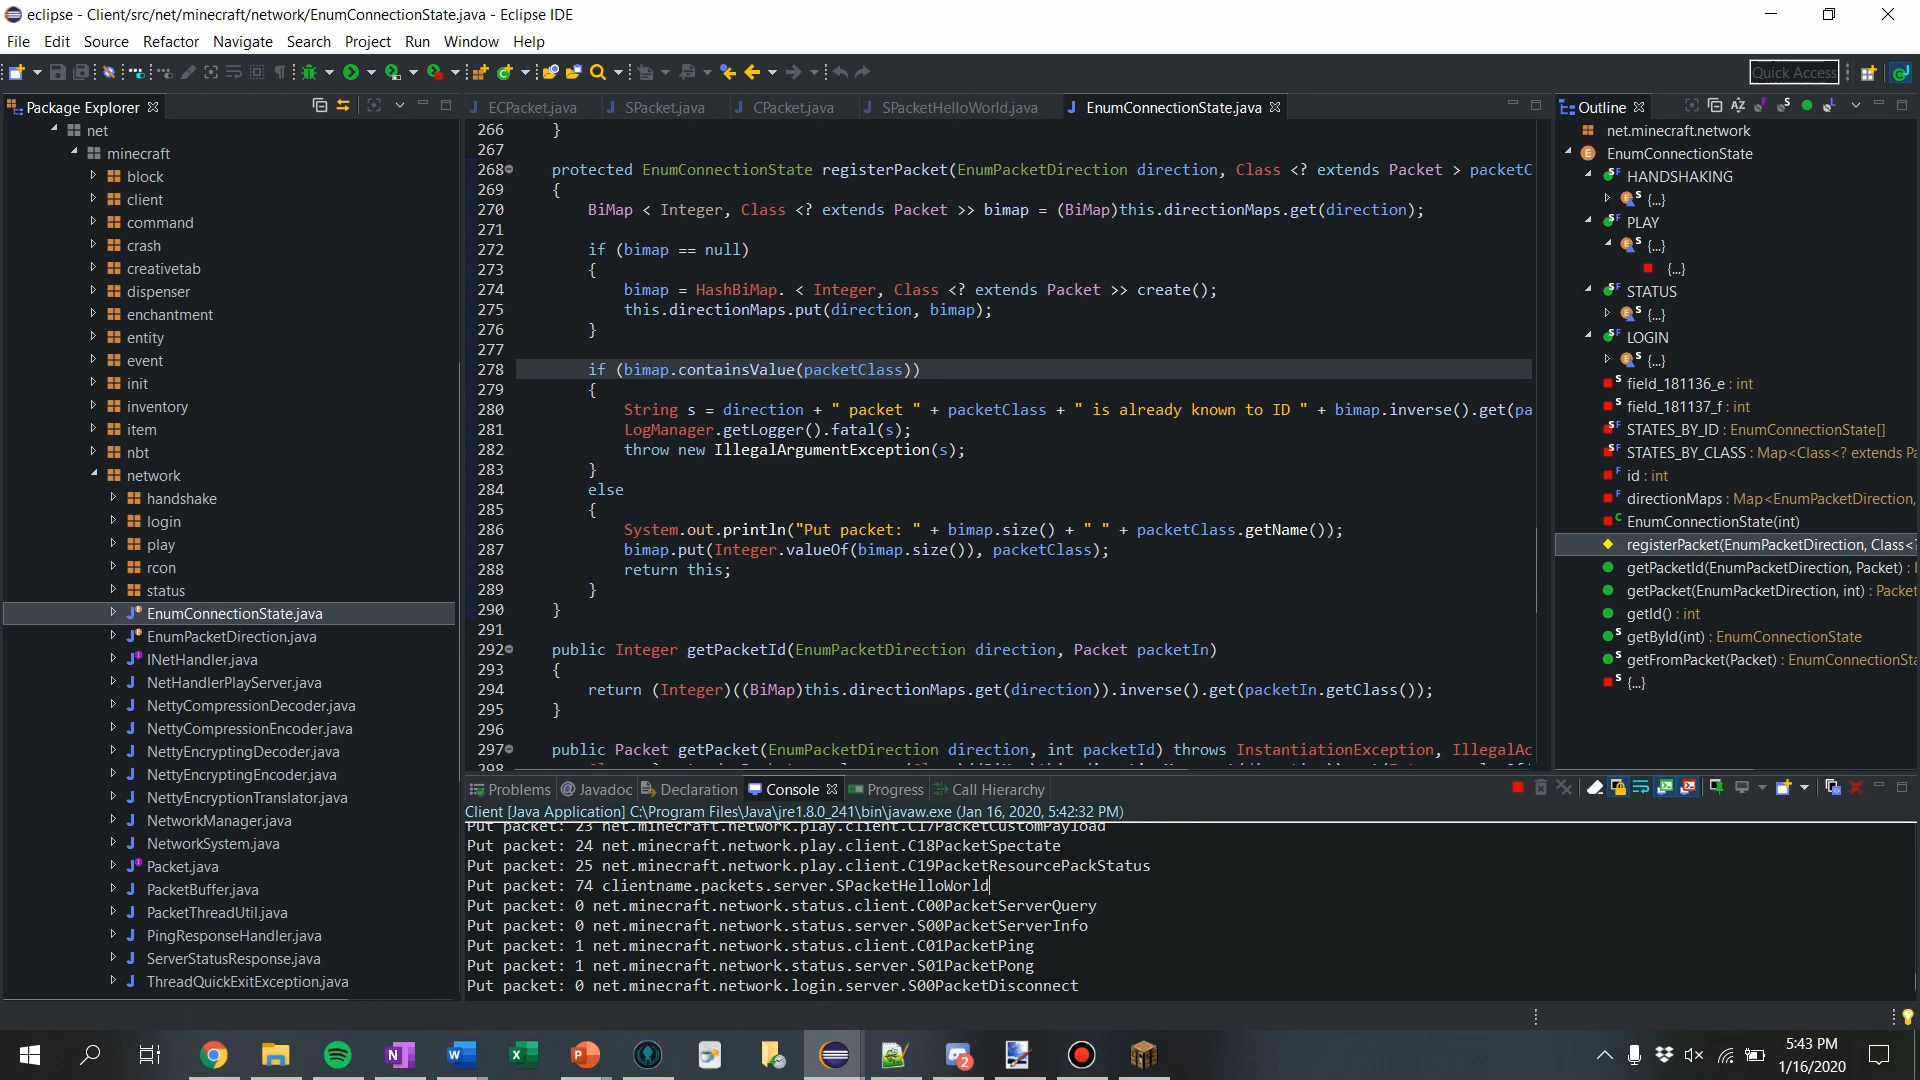 eclipse - Client/src/net/minecraft/network/EnumConnectionState.java - Eclipse IDE
File Edit Source Refactor Navigate Search Project Run Window Help
Quick Access
Package Explorer
net
minecraft
block
client
command
crash
creativetab
dispenser
enchantment
entity
event
init
inventory
item
nbt
network
handshake
login
play
rcon
status
EnumConnectionState.java
EnumPacketDirection.java
INetHandler.java
NetHandlerPlayServer.java
NettyCompressionDecoder.java
NettyCompressionEncoder.java
NettyEncryptingDecoder.java
NettyEncryptingEncoder.java
NettyEncryptionTranslator.java
NetworkManager.java
NetworkSystem.java
Packet.java
PacketBuffer.java
PacketThreadUtil.java
PingResponseHandler.java
ServerStatusResponse.java
ThreadQuickExitException.java
ECPacket.java SPacket.java CPacket.java SPacketHelloWorld.java EnumConnectionState.java
266 }
267
268 protected EnumConnectionState registerPacket(EnumPacketDirection direction, Class <? extends Packet > packetC
269 {
270 BiMap < Integer, Class <? extends Packet >> bimap = (BiMap)this.directionMaps.get(direction);
271
272 if (bimap == null)
273 {
274 bimap = HashBiMap. < Integer, Class <? extends Packet >> create();
275 this.directionMaps.put(direction, bimap);
276 }
277
278 if (bimap.containsValue(packetClass))
279 {
280 String s = direction + " packet " + packetClass + " is already known to ID " + bimap.inverse().get(pa
281 LogManager.getLogger().fatal(s);
282 throw new IllegalArgumentException(s);
283 }
284 else
285 {
286 System.out.println("Put packet: " + bimap.size() + " " + packetClass.getName());
287 bimap.put(Integer.valueOf(bimap.size()), packetClass);
288 return this;
289 }
290 }
291
292 public Integer getPacketId(EnumPacketDirection direction, Packet packetIn)
293 {
294 return (Integer)((BiMap)this.directionMaps.get(direction)).inverse().get(packetIn.getClass());
295 }
296
297 public Packet getPacket(EnumPacketDirection direction, int packetId) throws InstantiationException, IllegalAc
298
Problems Javadoc Declaration Console Progress Call Hierarchy
Client [Java Application] C:\Program Files\Java\jre1.8.0_241\bin\javaw.exe (Jan 16, 2020, 5:42:32 PM)
Put packet: 23 net.minecraft.network.play.client.C17PacketCustomPayload
Put packet: 24 net.minecraft.network.play.client.C18PacketSpectate
Put packet: 25 net.minecraft.network.play.client.C19PacketResourcePackStatus
Put packet: 74 clientname.packets.server.SPacketHelloWorld
Put packet: 0 net.minecraft.network.status.client.C00PacketServerQuery
Put packet: 0 net.minecraft.network.status.server.S00PacketServerInfo
Put packet: 1 net.minecraft.network.status.client.C01PacketPing
Put packet: 1 net.minecraft.network.status.server.S01PacketPong
Put packet: 0 net.minecraft.network.login.server.S00PacketDisconnect
Outline
net.minecraft.network
EnumConnectionState
HANDSHAKING
{...}
PLAY
{...}
{...}
STATUS
{...}
LOGIN
{...}
field_181136_e : int
field_181137_f : int
STATES_BY_ID : EnumConnectionState[]
STATES_BY_CLASS : Map<Class<? extends Pa
id : int
directionMaps : Map<EnumPacketDirection,
EnumConnectionState(int)
registerPacket(EnumPacketDirection, Class<?
getPacketId(EnumPacketDirection, Packet) : I
getPacket(EnumPacketDirection, int) : Packet
getId() : int
getById(int) : EnumConnectionState
getFromPacket(Packet) : EnumConnectionSta
{...}
5:43 PM
1/16/2020